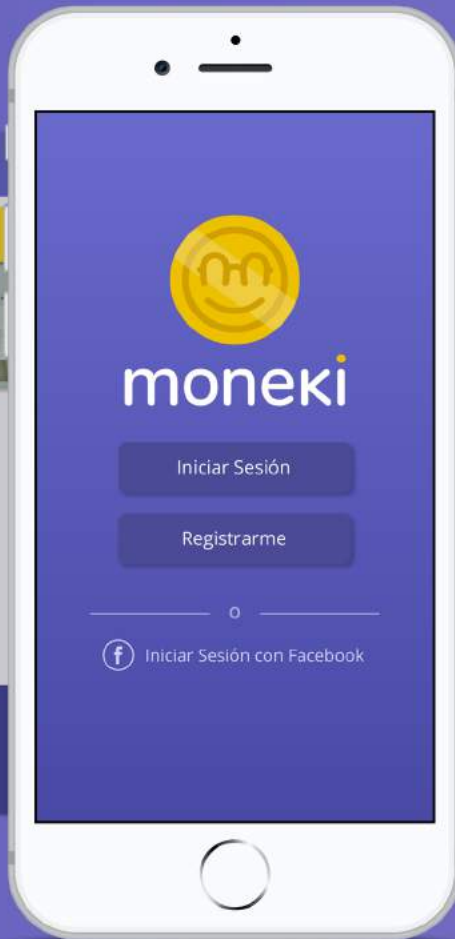 moneki
Iniciar Sesión
Registrarme
o
f Iniciar Sesión con Facebook